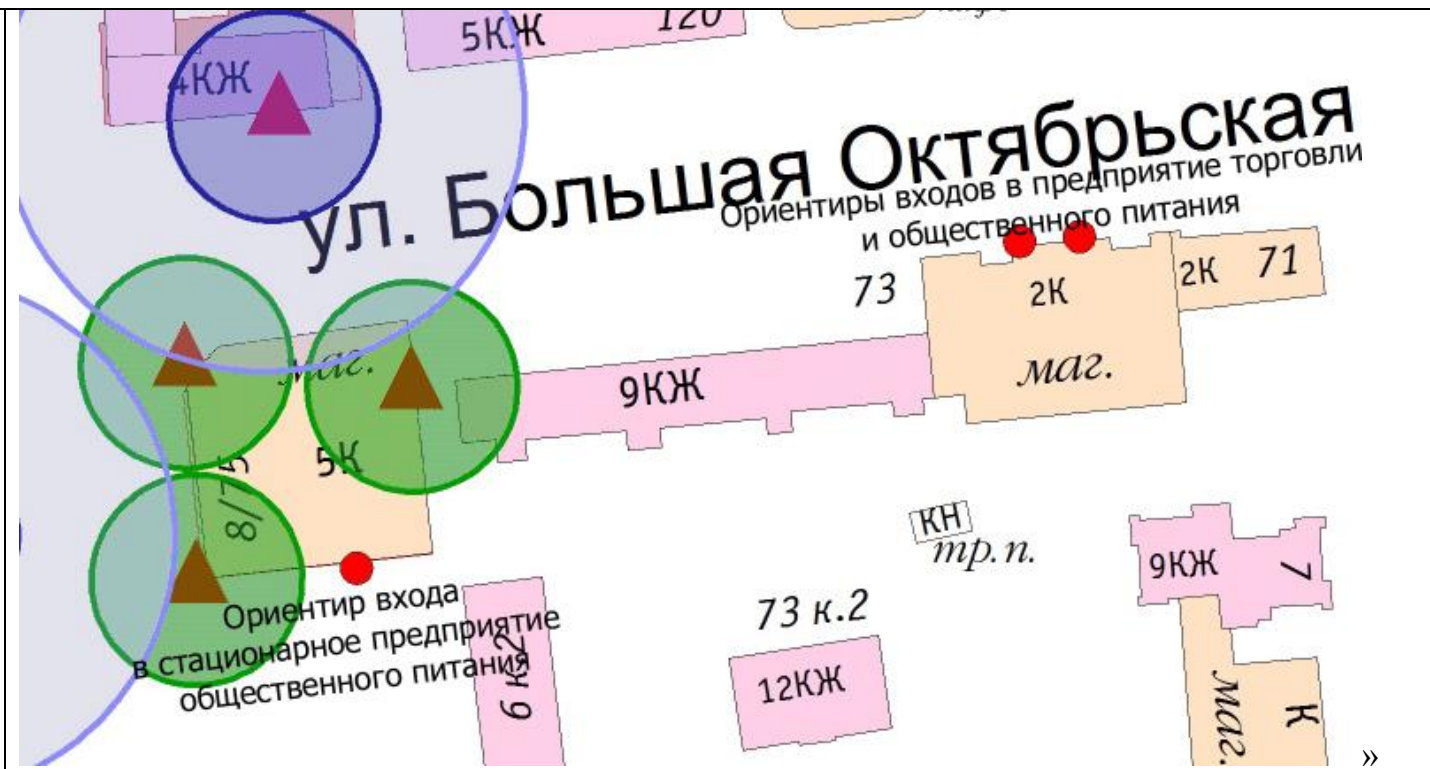 5КЖ
120
4КЖ
ул. Большая Октябрьская
Ориентиры входов в предприятие торговли
и общественного питания
73
2К
2К
71
маг.
маг.
9КЖ
5К
8/75
КН
тр. п.
9КЖ
7
Ориентир входа
в стационарное предприятие
общественного питания
6 к.2
73 к.2
12КЖ
маг.
К
»